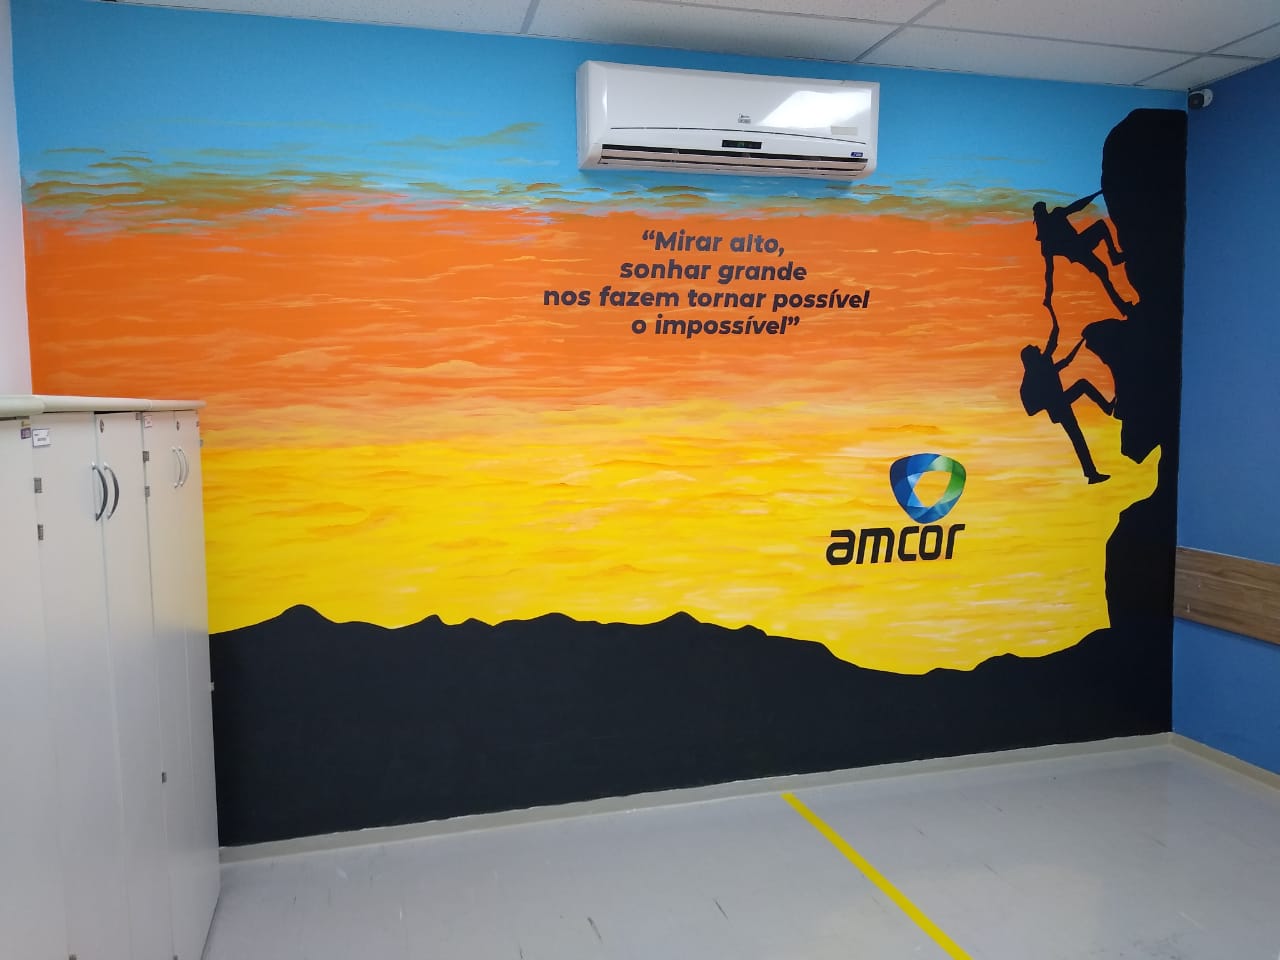 “Mirar alto,
sonhar grande
nos fazem tornar possível
o impossível”
amcor